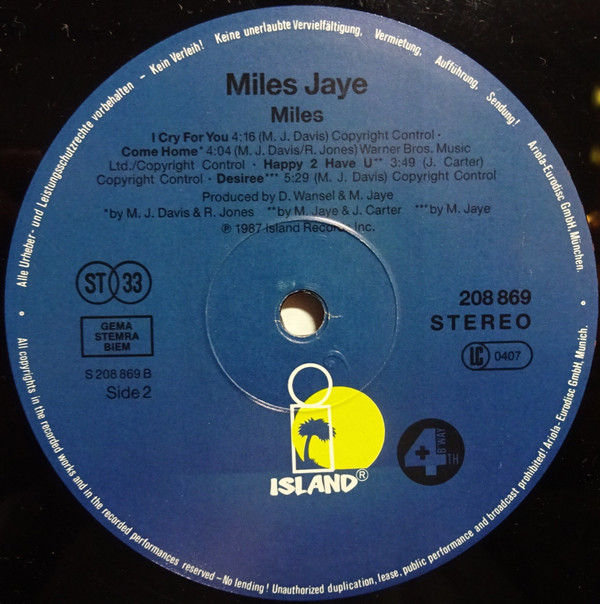 Alle Urheber- und Leistungsschutzrechte vorbehalten – Kein Verleih! Keine unerlaubte Vervielfältigung, Vermietung, Aufführung, Sendung! Ariola-Eurodisc GmbH, München.
Miles Jaye
Miles
I Cry For You 4:16 (M. J. Davis) Copyright Control ·
Come Home* 4:04 (M. J. Davis/R. Jones) Warner Bros. Music
Ltd./Copyright Control · Happy 2 Have U** 3:49 (J. Carter)
Copyright Control · Desiree*** 5:29 (M. J. Davis) Copyright Control
Produced by D. Wansel & M. Jaye
*by M. J. Davis & R. Jones **by M. Jaye & J. Carter ***by M. Jaye
℗ 1987 Island Records, Inc.
ST 33
GEMA
STEMRA
BIEM
S 208 869 B
Side 2
208 869
STEREO
LC 0407
ISLAND®
4TH + B'WAY
All copyrights in the recorded works and in the recorded performances reserved – No lending! Unauthorized duplication, lease, public performance and broadcast prohibited! Ariola-Eurodisc GmbH, Munich.